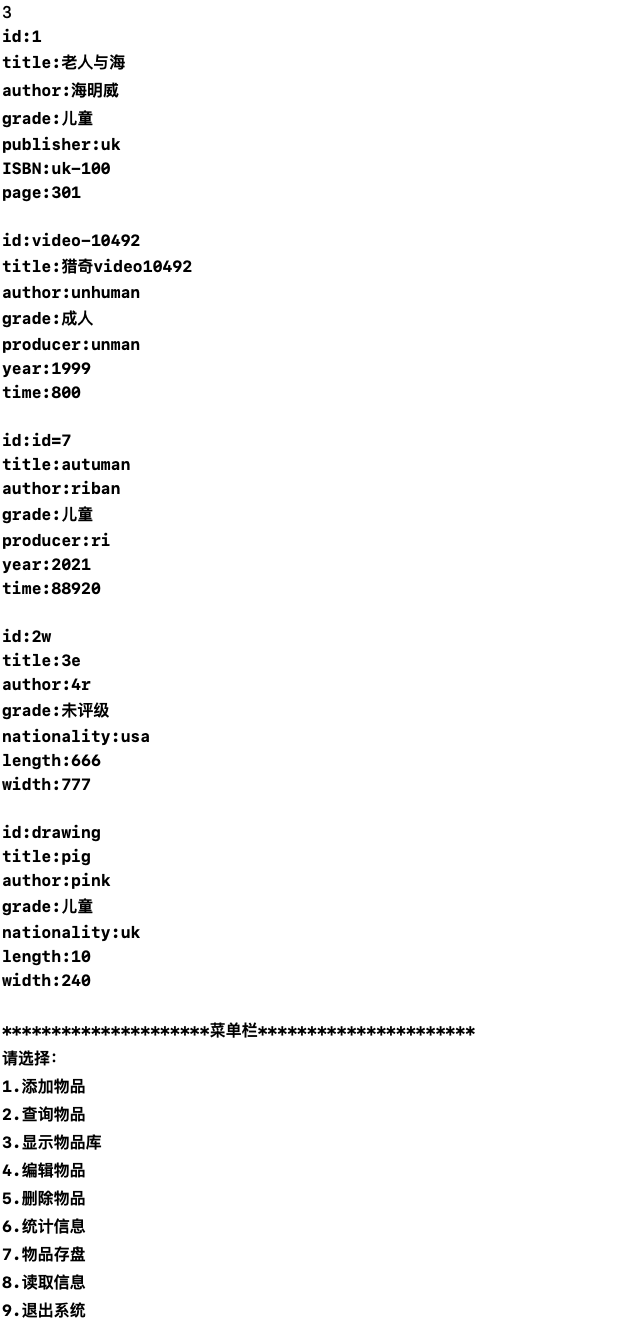 3
id:1
title:老人与海
author:海明威
grade:儿童
publisher:uk
ISBN:uk-100
page:301
id:video-10492
title:猎奇video10492
author:unhuman
grade:成人
producer:unman
year:1999
time:800
id:id=7
title:autuman
author:riban
grade:儿童
producer:ri
year:2021
time:88920
id:2w
title:3e
author:4r
grade:未评级
nationality:usa
length:666
width:777
id:drawing
title:pig
author:pink
grade:儿童
nationality:uk
length:10
width:240
*********************菜单栏**********************
请选择：
1.添加物品
2.查询物品
3.显示物品库
4.编辑物品
5.删除物品
6.统计信息
7.物品存盘
8.读取信息
9.退出系统